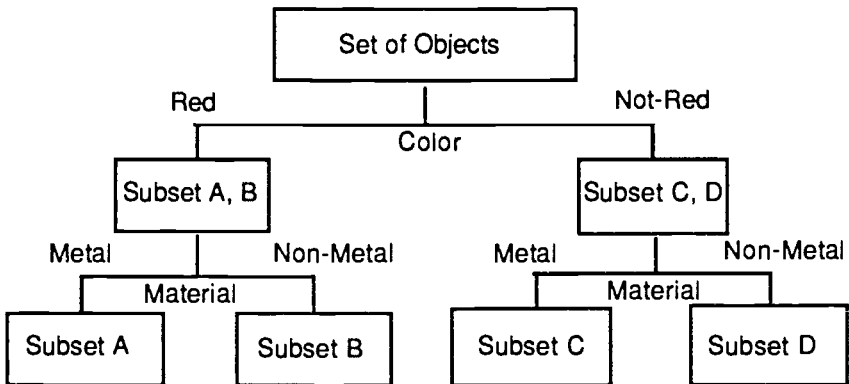 Set of Objects
Red
Not-Red
Color
Subset A, B
Subset C, D
Metal
Non-Metal
Metal
Non-Metal
Material
Material
Subset A
Subset B
Subset C
Subset D